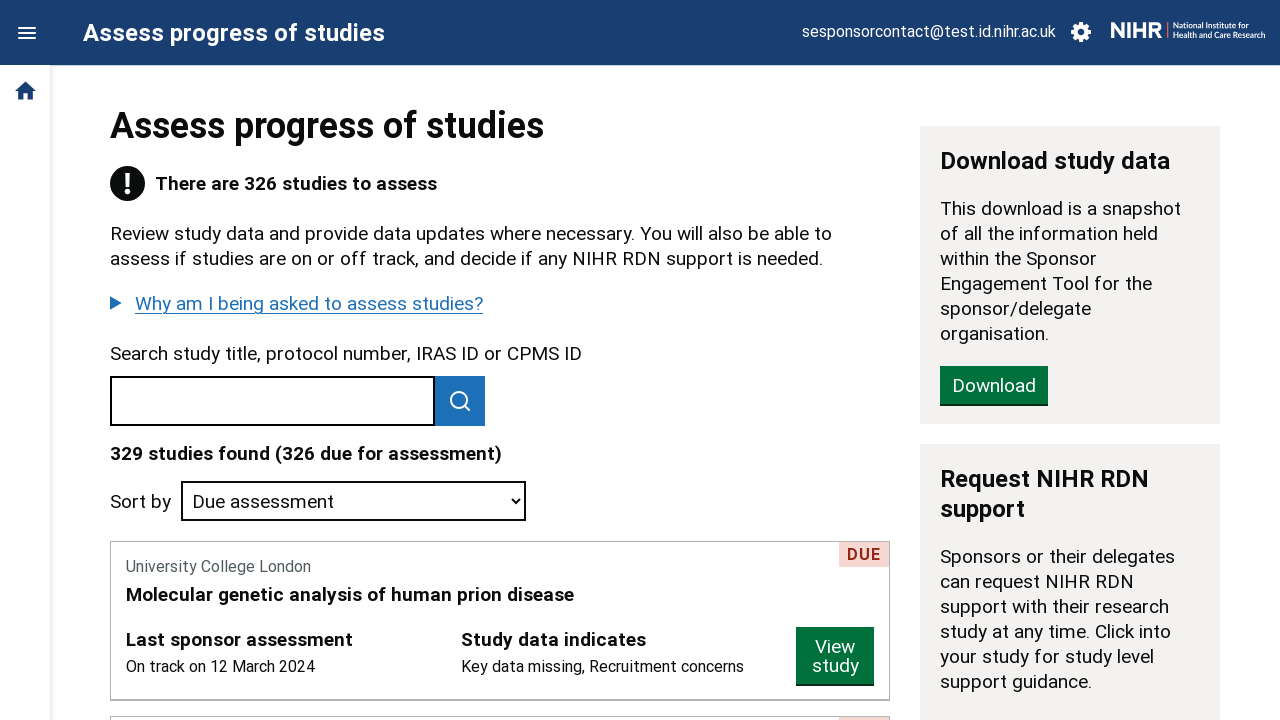 Assess progress of studies
sesponsorcontact@test.id.nihr.ac.uk
NIHR
National Institute for
Health and Care Research
Assess progress of studies
There are 326 studies to assess
Review study data and provide data updates where necessary. You will also be able to
assess if studies are on or off track, and decide if any NIHR RDN support is needed.
Why am I being asked to assess studies?
Search study title, protocol number, IRAS ID or CPMS ID
329 studies found (326 due for assessment)
Sort by
Due assessment
DUE
University College London
Molecular genetic analysis of human prion disease
Last sponsor assessment
On track on 12 March 2024
Study data indicates
Key data missing, Recruitment concerns
View
study
Download study data
This download is a snapshot
of all the information held
within the Sponsor
Engagement Tool for the
sponsor/delegate
organisation.
Download
Request NIHR RDN
support
Sponsors or their delegates
can request NIHR RDN
support with their research
study at any time. Click into
your study for study level
support guidance.